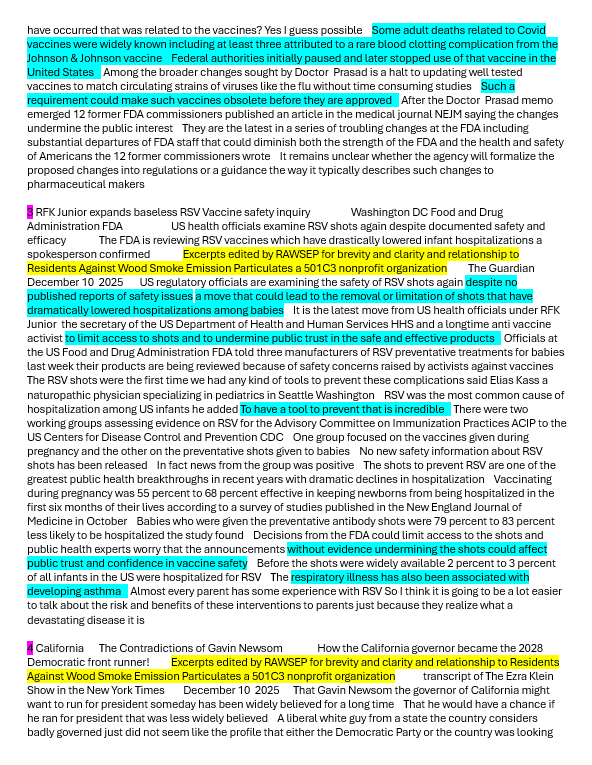 have occurred that was related to the vaccines? Yes I guess possible   Some adult deaths related to Covid
vaccines were widely known including at least three attributed to a rare blood clotting complication from the
Johnson & Johnson vaccine   Federal authorities initially paused and later stopped use of that vaccine in the
United States   Among the broader changes sought by Doctor  Prasad is a halt to updating well tested
vaccines to match circulating strains of viruses like the flu without time consuming studies   Such a
requirement could make such vaccines obsolete before they are approved   After the Doctor  Prasad memo
emerged 12 former FDA commissioners published an article in the medical journal NEJM saying the changes
undermine the public interest   They are the latest in a series of troubling changes at the FDA including
substantial departures of FDA staff that could diminish both the strength of the FDA and the health and safety
of Americans the 12 former commissioners wrote   It remains unclear whether the agency will formalize the
proposed changes into regulations or a guidance the way it typically describes such changes to
pharmaceutical makers
3 RFK Junior expands baseless RSV Vaccine safety inquiry   Washington DC Food and Drug
Administration FDA   US health officials examine RSV shots again despite documented safety and
efficacy   The FDA is reviewing RSV vaccines which have drastically lowered infant hospitalizations a
spokesperson confirmed   Excerpts edited by RAWSEP for brevity and clarity and relationship to
Residents Against Wood Smoke Emission Particulates a 501C3 nonprofit organization   The Guardian
December 10  2025   US regulatory officials are examining the safety of RSV shots again despite no
published reports of safety issues a move that could lead to the removal or limitation of shots that have
dramatically lowered hospitalizations among babies   It is the latest move from US health officials under RFK
Junior  the secretary of the US Department of Health and Human Services HHS and a longtime anti vaccine
activist to limit access to shots and to undermine public trust in the safe and effective products   Officials at
the US Food and Drug Administration FDA told three manufacturers of RSV preventative treatments for babies
last week their products are being reviewed because of safety concerns raised by activists against vaccines
The RSV shots were the first time we had any kind of tools to prevent these complications said Elias Kass a
naturopathic physician specializing in pediatrics in Seattle Washington   RSV was the most common cause of
hospitalization among US infants he added To have a tool to prevent that is incredible   There were two
working groups assessing evidence on RSV for the Advisory Committee on Immunization Practices ACIP to the
US Centers for Disease Control and Prevention CDC   One group focused on the vaccines given during
pregnancy and the other on the preventative shots given to babies   No new safety information about RSV
shots has been released   In fact news from the group was positive   The shots to prevent RSV are one of the
greatest public health breakthroughs in recent years with dramatic declines in hospitalization   Vaccinating
during pregnancy was 55 percent to 68 percent effective in keeping newborns from being hospitalized in the
first six months of their lives according to a survey of studies published in the New England Journal of
Medicine in October   Babies who were given the preventative antibody shots were 79 percent to 83 percent
less likely to be hospitalized the study found   Decisions from the FDA could limit access to the shots and
public health experts worry that the announcements without evidence undermining the shots could affect
public trust and confidence in vaccine safety   Before the shots were widely available 2 percent to 3 percent
of all infants in the US were hospitalized for RSV   The respiratory illness has also been associated with
developing asthma   Almost every parent has some experience with RSV So I think it is going to be a lot easier
to talk about the risk and benefits of these interventions to parents just because they realize what a
devastating disease it is
4 California   The Contradictions of Gavin Newsom   How the California governor became the 2028
Democratic front runner!   Excerpts edited by RAWSEP for brevity and clarity and relationship to Residents
Against Wood Smoke Emission Particulates a 501C3 nonprofit organization   transcript of The Ezra Klein
Show in the New York Times   December 10  2025   That Gavin Newsom the governor of California might
want to run for president someday has been widely believed for a long time   That he would have a chance if
he ran for president that was less widely believed   A liberal white guy from a state the country considers
badly governed just did not seem like the profile that either the Democratic Party or the country was looking